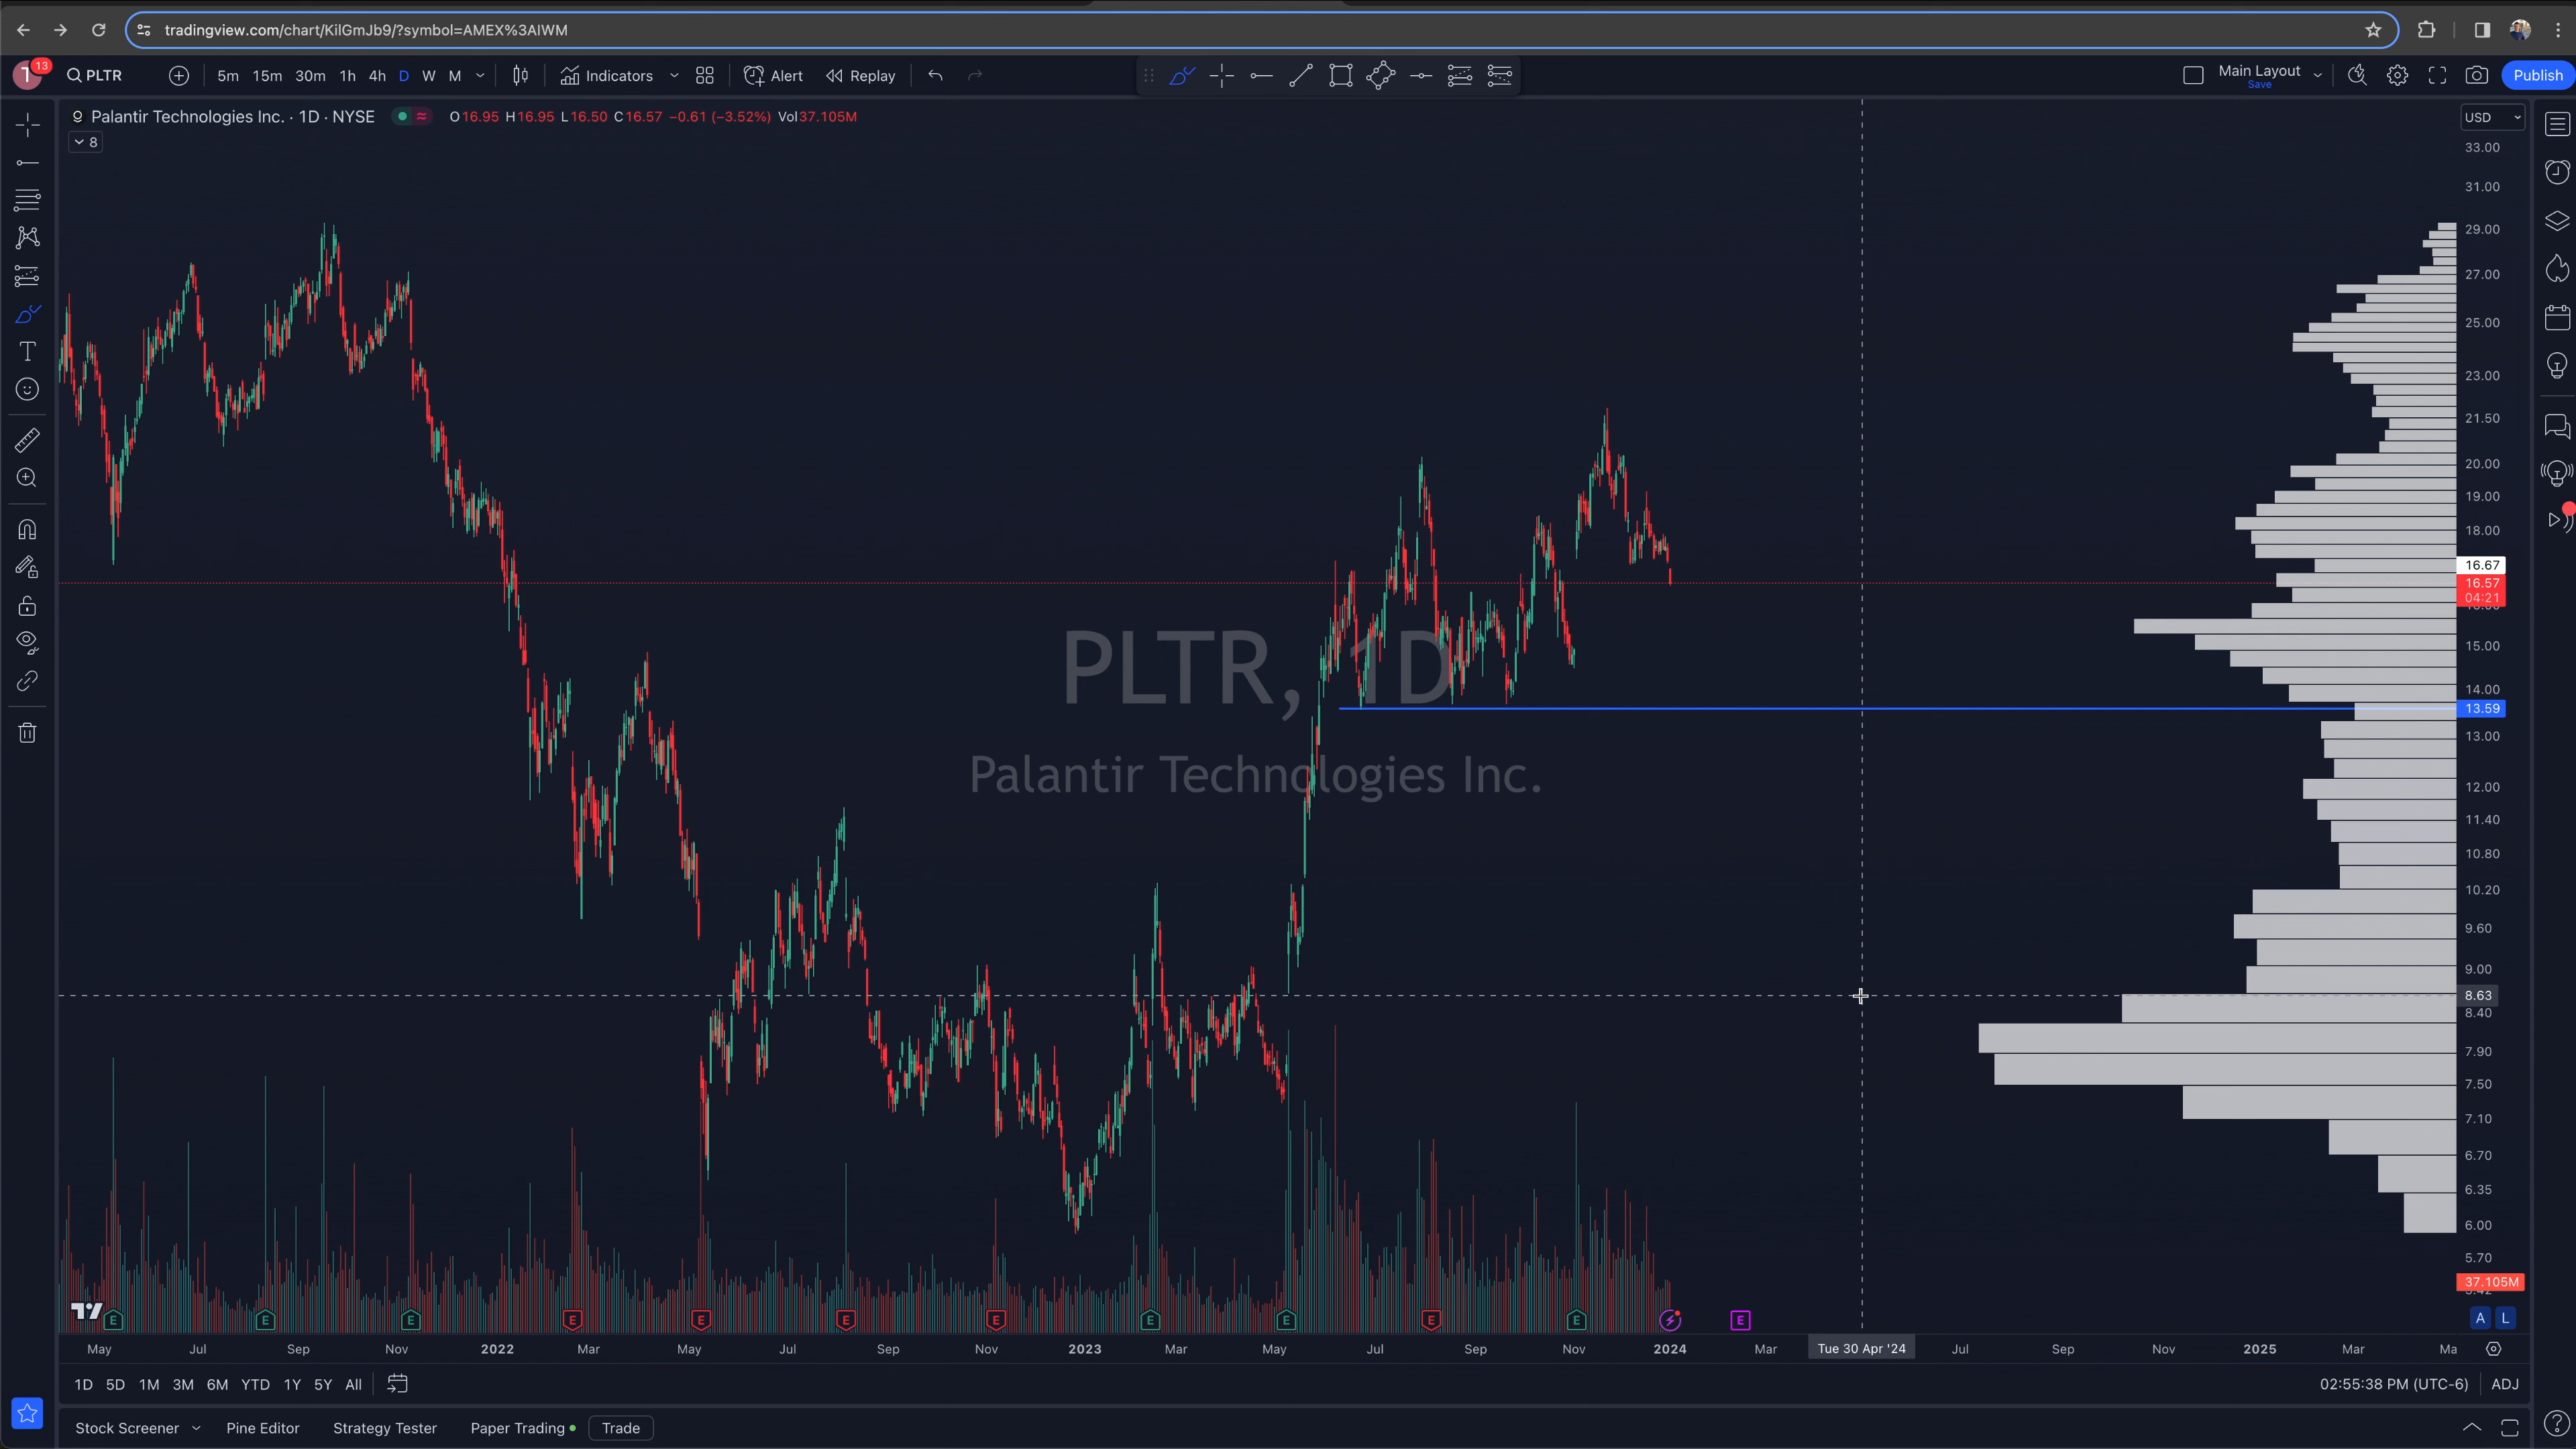 tradingview.com/chart/KilGmJb9/?symbol=AMEX%3AIWM
13
PLTR 5m 15m 30m 1h 4h D W M Indicators Alert Replay Main Layout Save Publish
Palantir Technologies Inc. · 1D · NYSE O16.95 H16.95 L16.50 C16.57 −0.61 (−3.52%) Vol37.105M
USD
8
33.00
31.00
29.00
27.00
25.00
23.00
21.50
20.00
19.00
18.00
16.67
16.57
04:21
PLTR, 1D
15.00
14.00
13.59
13.00
Palantir Technologies Inc.
12.00
11.40
10.80
10.20
9.60
9.00
8.63
8.40
7.90
7.50
7.10
6.70
6.35
6.00
5.70
37.105M
E E E E E E E E E E E E
A L
May Jul Sep Nov 2022 Mar May Jul Sep Nov 2023 Mar May Jul Sep Nov 2024 Mar Tue 30 Apr '24 Jul Sep Nov 2025 Mar Ma
1D 5D 1M 3M 6M YTD 1Y 5Y All 02:55:38 PM (UTC-6) ADJ
Stock Screener Pine Editor Strategy Tester Paper Trading Trade